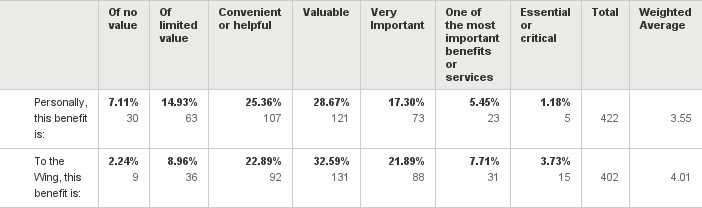 Of no value Of limited value Convenient or helpful Valuable Very Important One of the most important benefits or services Essential or critical Total Weighted Average
Personally, this benefit is: 7.11% 30 14.93% 63 25.36% 107 28.67% 121 17.30% 73 5.45% 23 1.18% 5 422 3.55
To the Wing, this benefit is: 2.24% 9 8.96% 36 22.89% 92 32.59% 131 21.89% 88 7.71% 31 3.73% 15 402 4.01